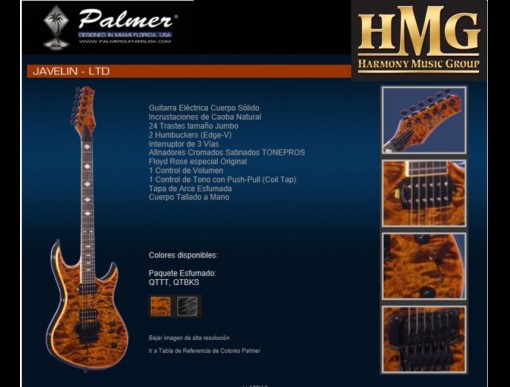 Palmer®
DESIGNED IN MIAMI FLORIDA, USA
WWW.PALMERGUITARSUSA.COM
HMG
HARMONY MUSIC GROUP
JAVELIN - LTD
Guitarra Eléctrica Cuerpo Sólido
Incrustaciones de Caoba Natural
24 Trastes tamaño Jumbo
2 Humbuckers (Edge-V)
Interruptor de 3 Vías
Afinadores Cromados Satinados TONEPROS
Floyd Rose especial Original
1 Control de Volumen
1 Control de Tono con Push-Pull (Coil Tap)
Tapa de Arce Esfumada
Cuerpo Tallado a Mano
Colores disponibles:
Paquete Esfumado:
QTTT, QTBKS
Bajar imagen de alta resolución
Ir a Tabla de Referencia de Colores Palmer